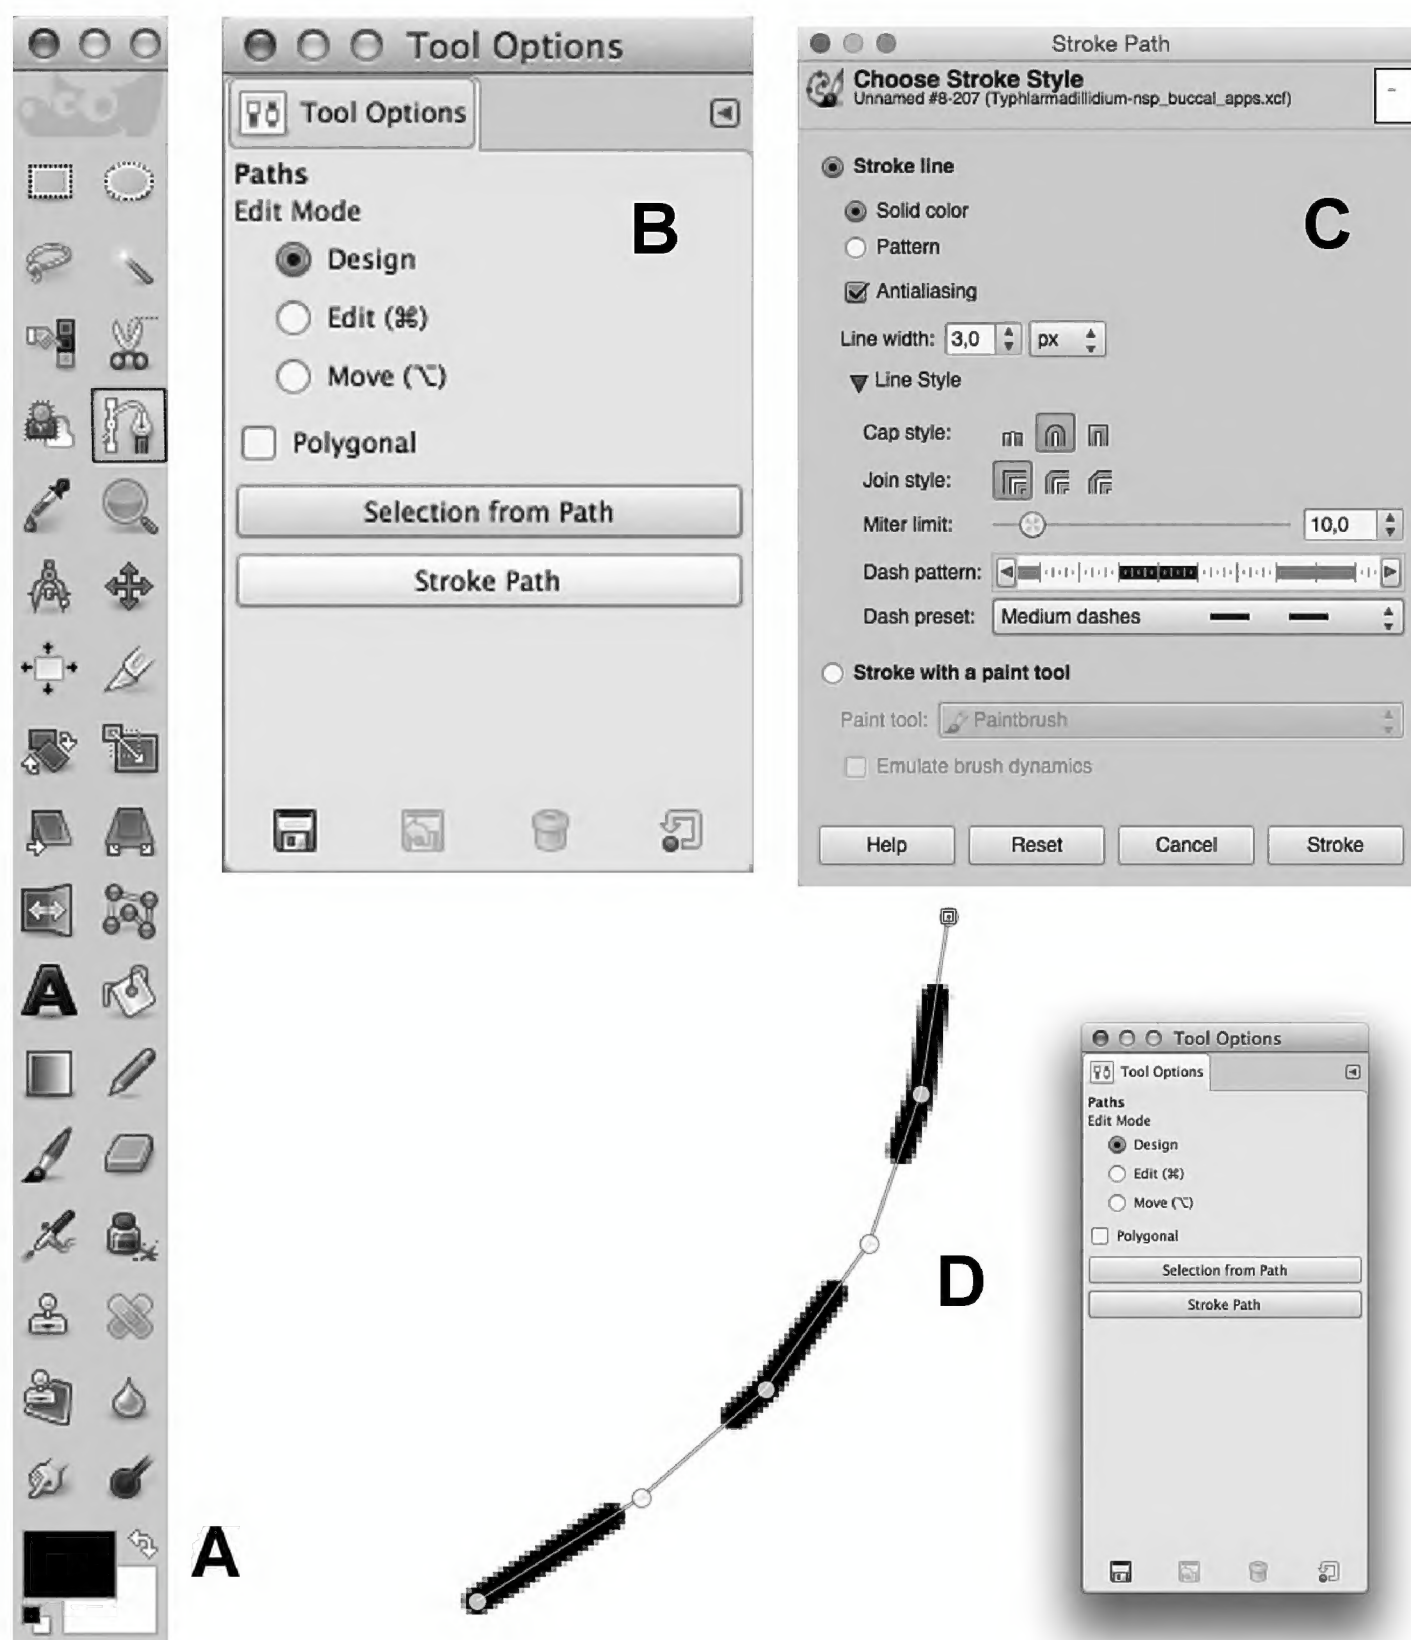 Tool Options
Tool Options
Paths
Edit Mode
Design
Edit (⌘)
Move (⌥)
Polygonal
Selection from Path
Stroke Path
B
Stroke Path
Choose Stroke Style
Unnamed #8-207 (Typhlarmadillidium-nsp_buccal_apps.xcf)
Stroke line
Solid color
Pattern
Antialiasing
Line width: 3,0 px
Line Style
Cap style:
Join style:
Miter limit: 10,0
Dash pattern:
Dash preset: Medium dashes
Stroke with a paint tool
Paint tool: Paintbrush
Emulate brush dynamics
Help Reset Cancel Stroke
C
A
D
Tool Options
Tool Options
Paths
Edit Mode
Design
Edit (⌘)
Move (⌥)
Polygonal
Selection from Path
Stroke Path